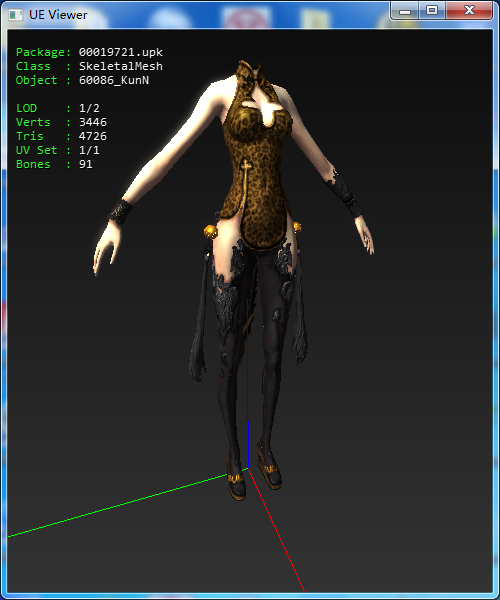 UE Viewer
Package: 00019721.upk
Class : SkeletalMesh
Object : 60086_KunN
LOD : 1/2
Verts : 3446
Tris : 4726
UV Set : 1/1
Bones : 91